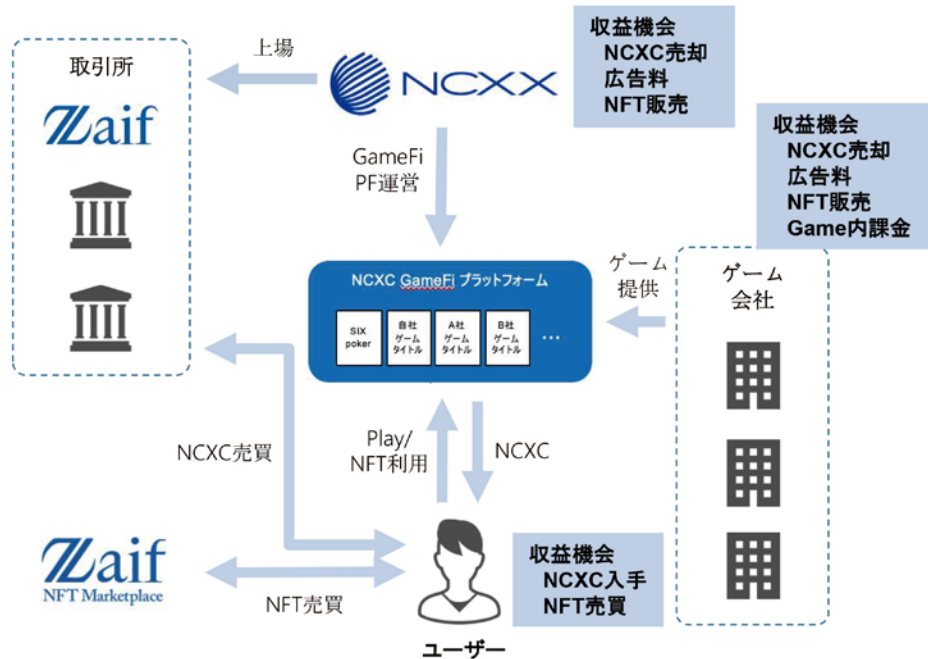 取引所
Zaif
上場
NCXX
収益機会
NCXC売却
広告料
NFT販売
収益機会
NCXC売却
広告料
NFT販売
Game内課金
GameFi
PF運営
NCXC GameFi プラットフォーム
SIX
poker
自社
ゲーム
タイトル
A社
ゲーム
タイトル
B社
ゲーム
タイトル
…
ゲーム
提供
ゲーム
会社
NCXC売買
Play/
NFT利用
NCXC
Zaif
NFT Marketplace
NFT売買
収益機会
NCXC入手
NFT売買
ユーザー